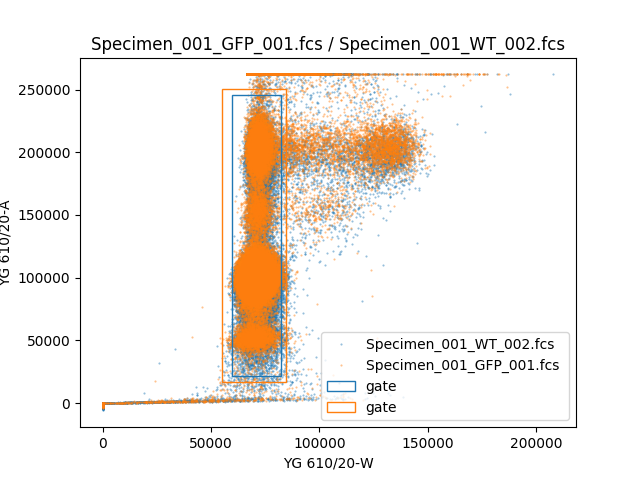 Specimen_001_GFP_001.fcs / Specimen_001_WT_002.fcs
250000
200000
150000
100000
50000
0
YG 610/20-A
Specimen_001_WT_002.fcs
Specimen_001_GFP_001.fcs
gate
gate
0 50000 100000 150000 200000
YG 610/20-W